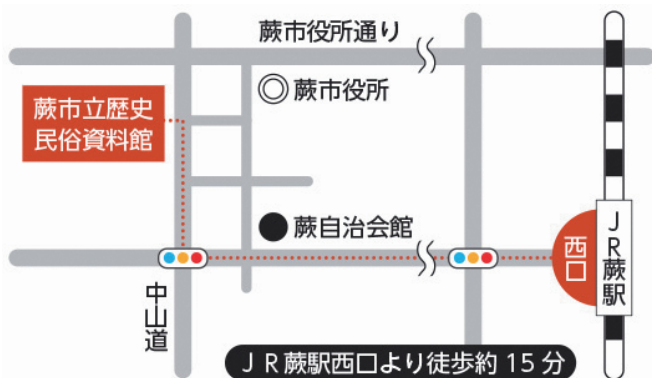 蕨市役所通り
蕨市役所
蕨市立歴史
民俗資料館
蕨自治会館
西口
JR蕨駅
中山道
JR蕨駅西口より徒歩約15分